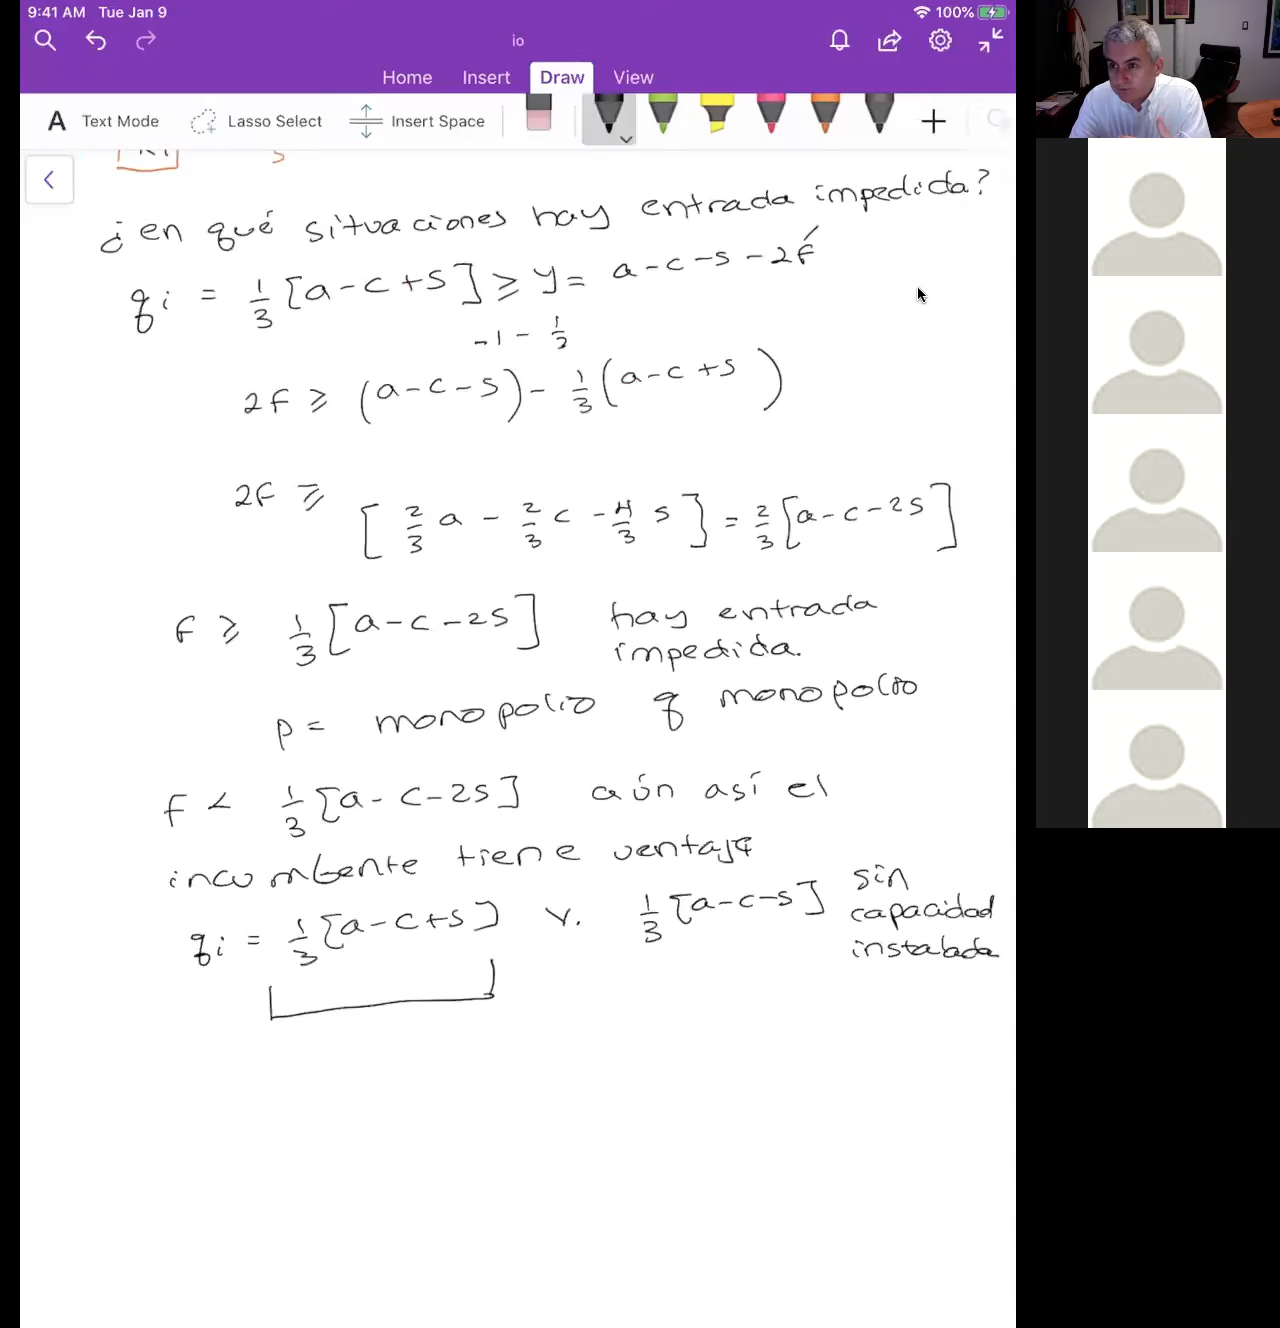 9:41 AM Tue Jan 9
100%
io
Home Insert Draw View
A Text Mode Lasso Select Insert Space
¿en qué situaciones hay entrada impedida?
qi = 1/3 [a-c+s] ≥ y = a-c-s-2f
-1 - 1/2
2f ≥ (a-c-s) - 1/3 (a-c+s)
2f ≥ [2/3 a - 2/3 c - 4/3 s] = 2/3 [a-c-2s]
f ≥ 1/3 [a-c-2s] hay entrada
impedida.
p = monopolio q monopolio
f < 1/3 [a-c-2s] aún así el
incumbente tiene ventaja
qi = 1/3 [a-c+s] v. 1/3 [a-c-s] sin
capacidad
instalada